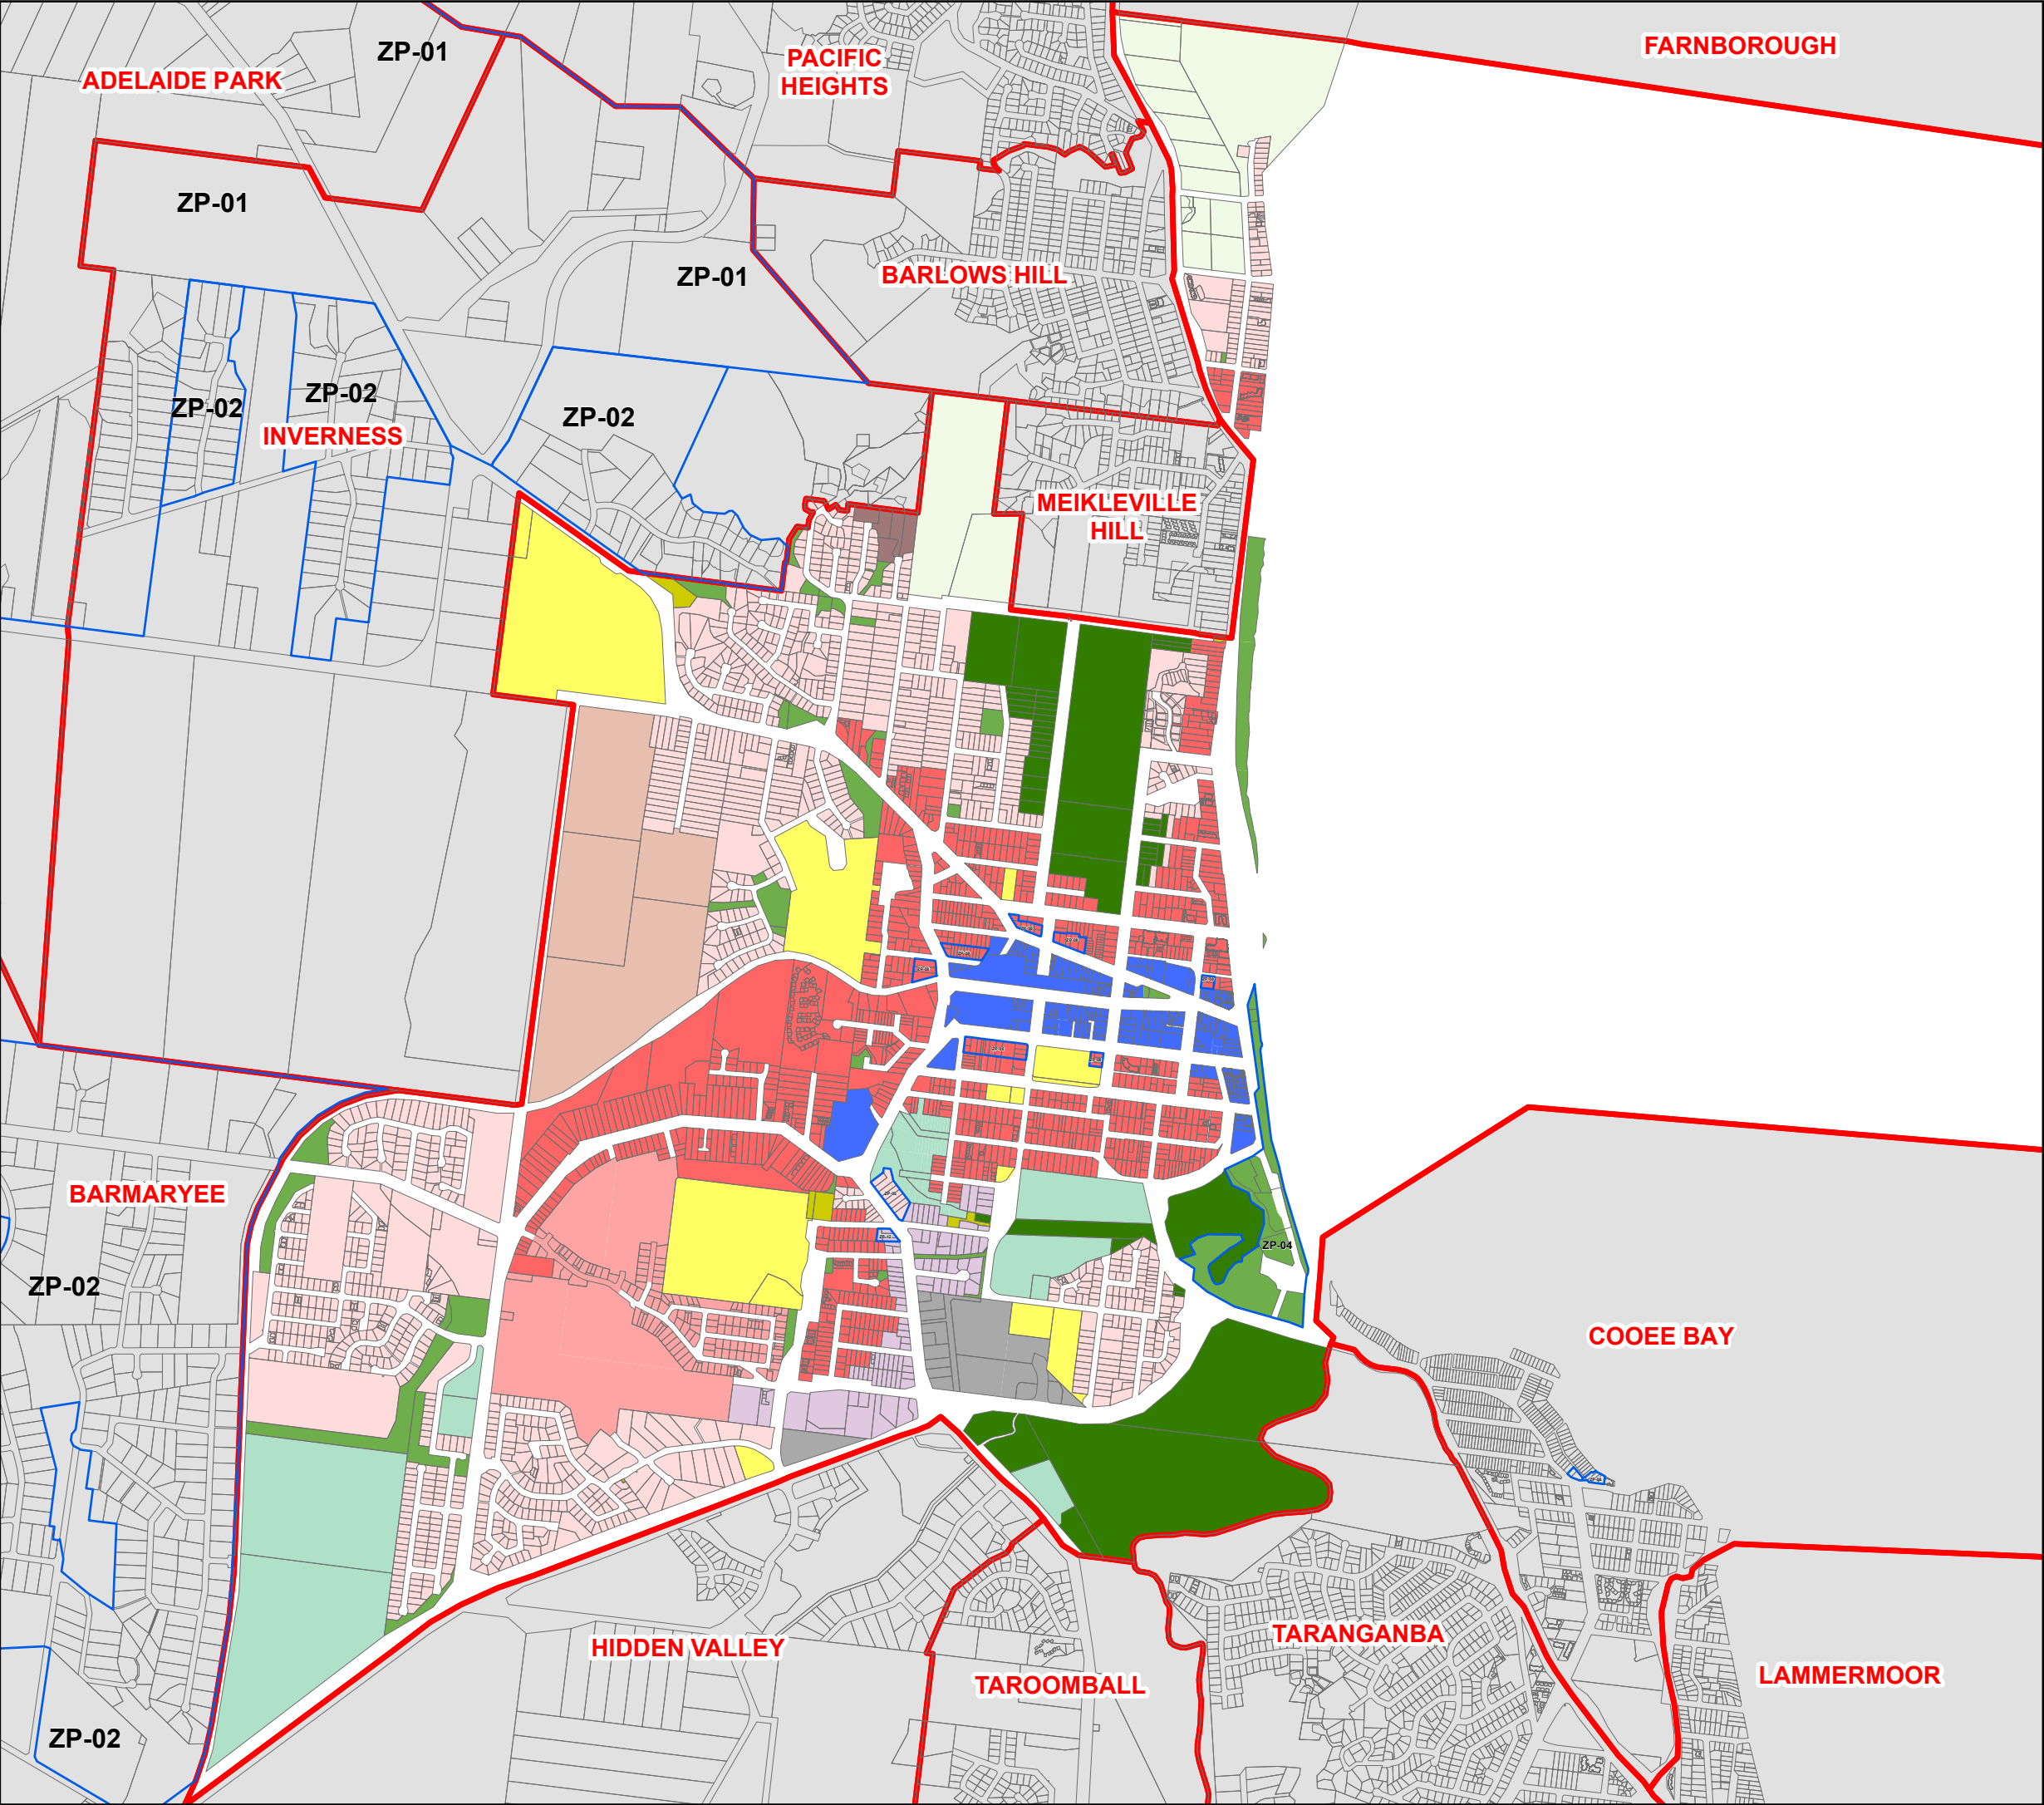 ZP-01
FARNBOROUGH
PACIFIC
HEIGHTS
ADELAIDE PARK
ZP-01
ZP-01
BARLOWS HILL
ZP-02
ZP-02
ZP-02
INVERNESS
MEIKLEVILLE
HILL
BARMARYEE
ZP-04
ZP-02
COOEE BAY
TARANGANBA
HIDDEN VALLEY
LAMMERMOOR
TAROOMBALL
ZP-02